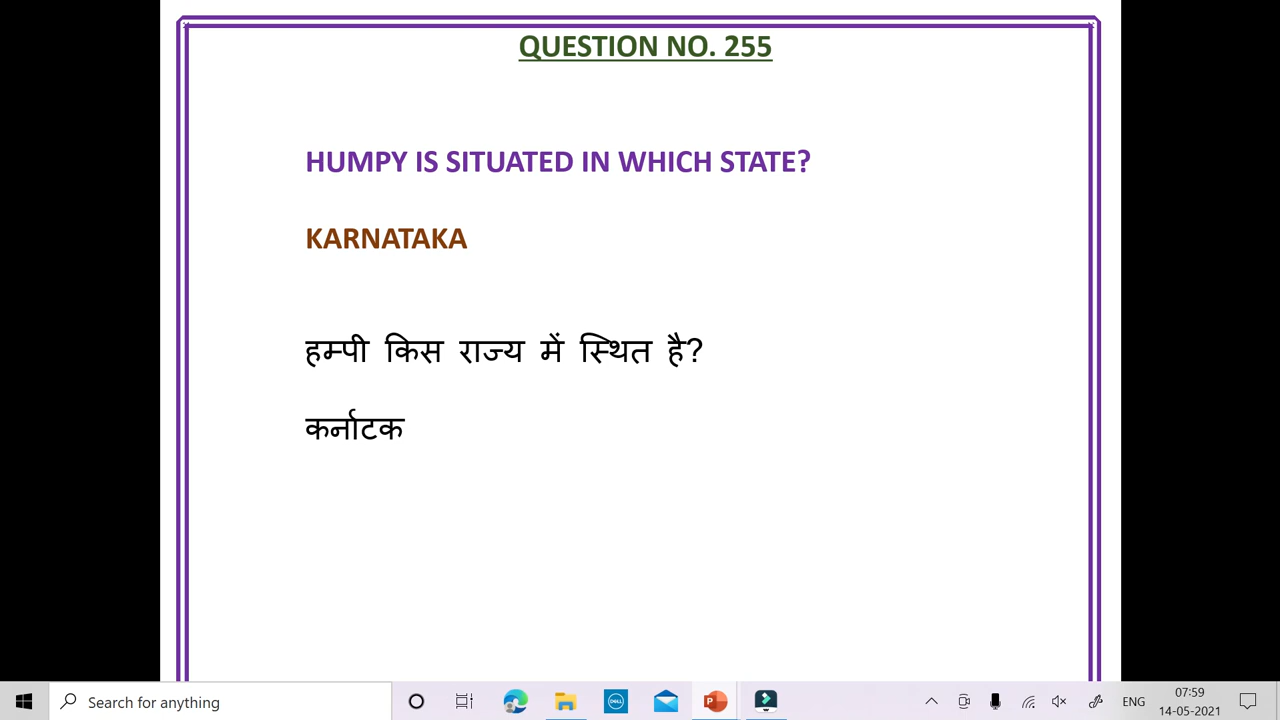 QUESTION NO. 255
HUMPY IS SITUATED IN WHICH STATE?
KARNATAKA
हम्पी किस राज्य में स्थित है?
कर्नाटक
Search for anything
DELL
P
ENG
07:59
14-05-2021